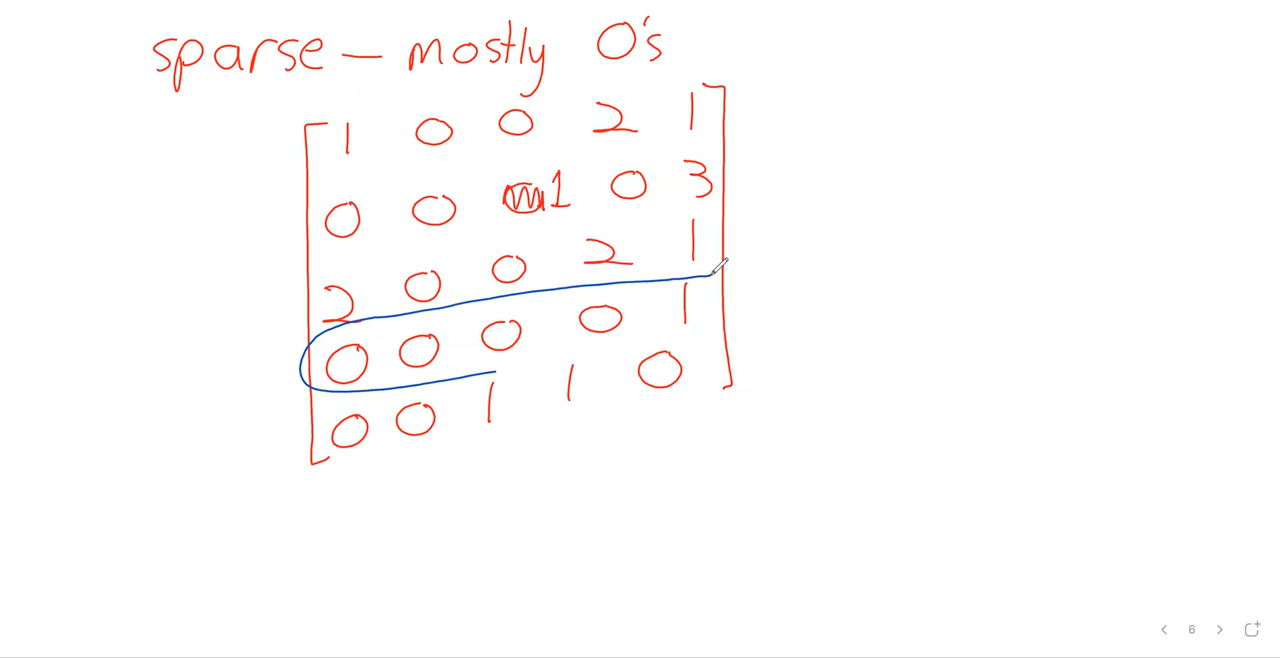 sparse — mostly 0's
1 0 0 2 1
0 0 1 0 3
2 0 0 2 1
0 0 0 0 1
0 0 1 1 0
6